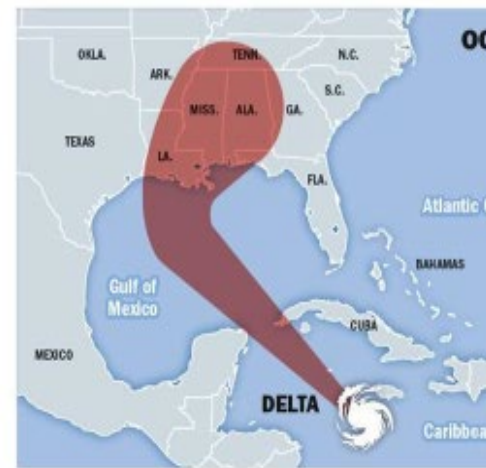 OC
OKLA.
TENN.
N.C.
ARK.
S.C.
MISS.
ALA.
GA.
TEXAS
LA.
FLA.
Atlantic
BAHAMAS
Gulf of
Mexico
CUBA
MEXICO
DELTA
Caribbea